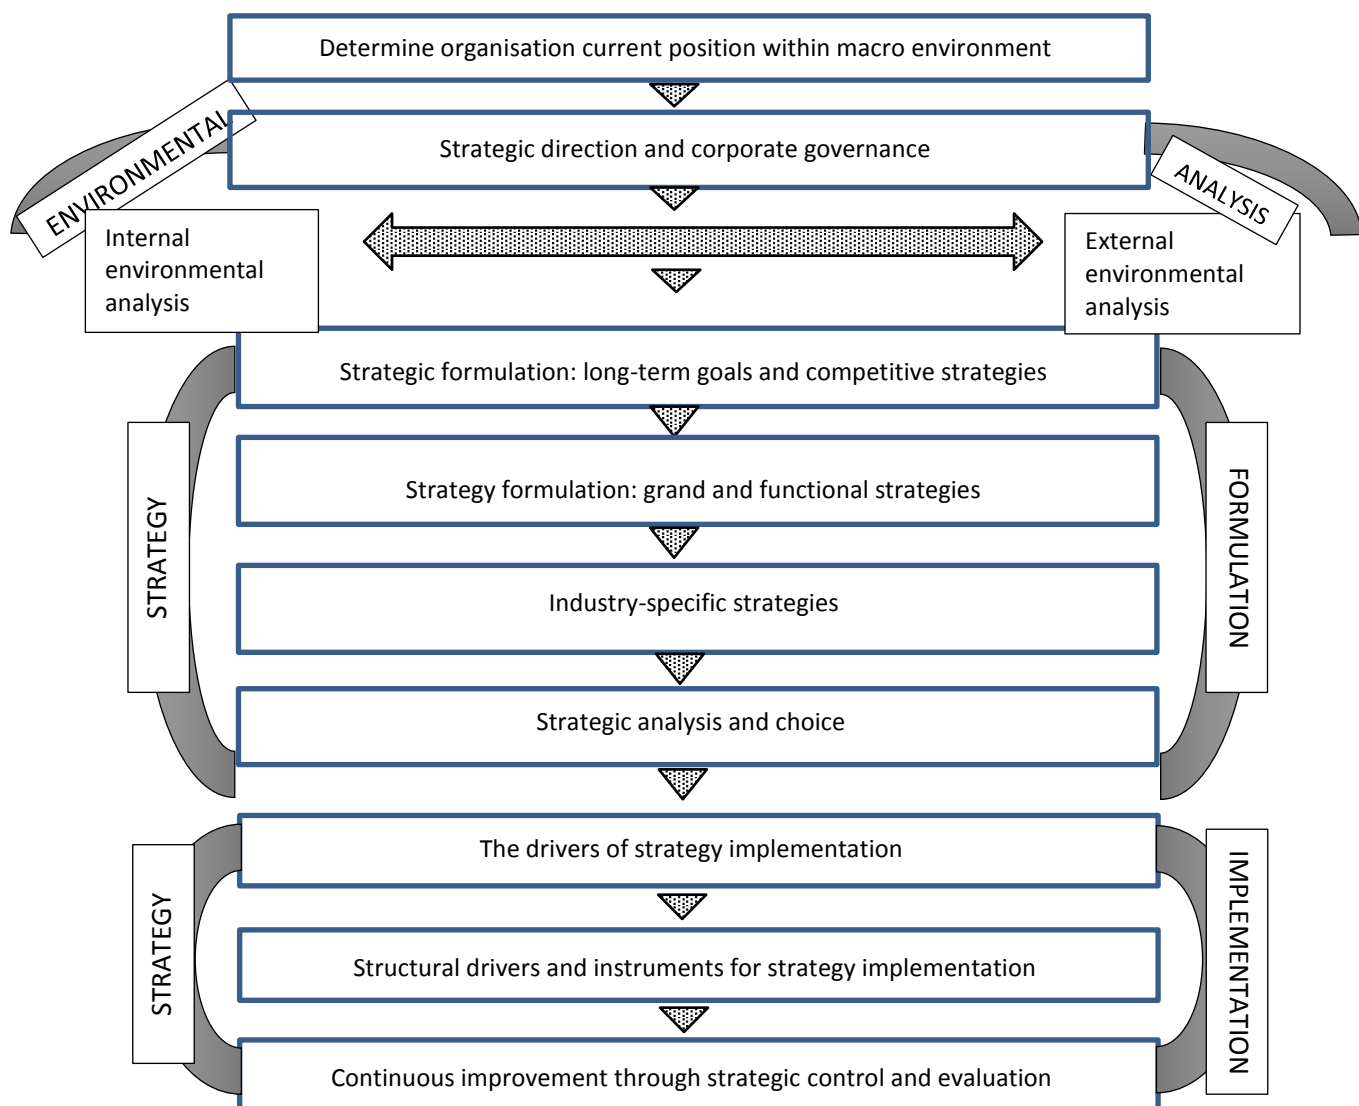 Determine organisation current position within macro environment
ENVIRONMENTAL
Strategic direction and corporate governance
ANALYSIS
Internal
environmental
analysis
External
environmental
analysis
Strategic formulation: long-term goals and competitive strategies
STRATEGY
FORMULATION
Strategy formulation: grand and functional strategies
Industry-specific strategies
Strategic analysis and choice
The drivers of strategy implementation
STRATEGY
IMPLEMENTATION
Structural drivers and instruments for strategy implementation
Continuous improvement through strategic control and evaluation